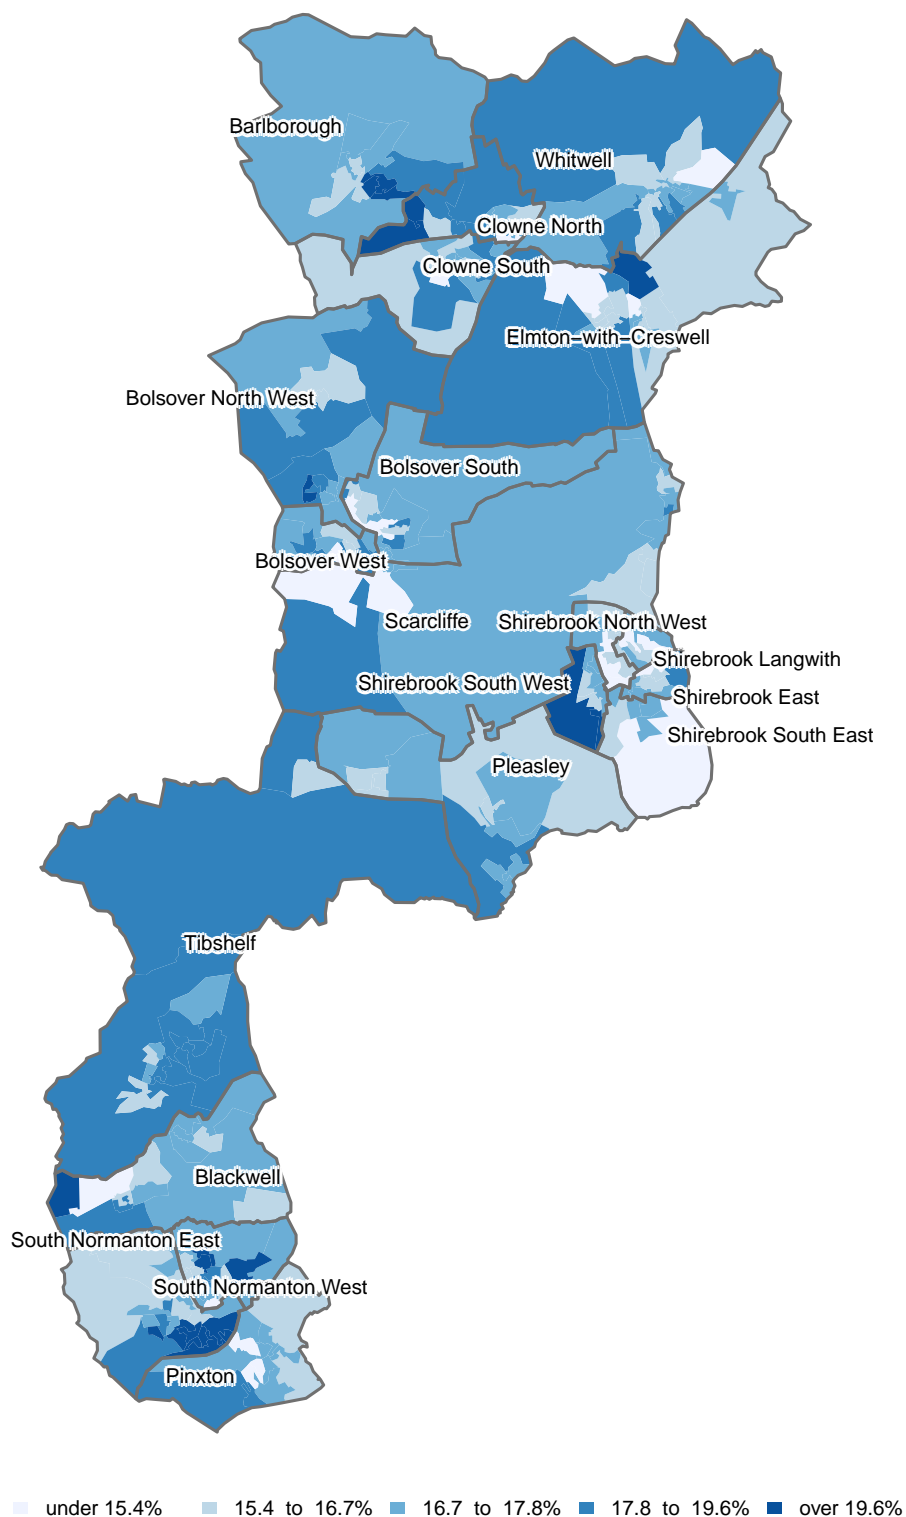 Barlborough
Whitwell
Clowne North
Clowne South
Elmton−with−Creswell
Bolsover North West
Bolsover South
Bolsover West
Scarcliffe
Shirebrook North West
Shirebrook Langwith
Shirebrook South West
Shirebrook East
Shirebrook South East
Pleasley
Tibshelf
Blackwell
South Normanton East
South Normanton West
Pinxton
under 15.4% 15.4 to 16.7% 16.7 to 17.8% 17.8 to 19.6% over 19.6%